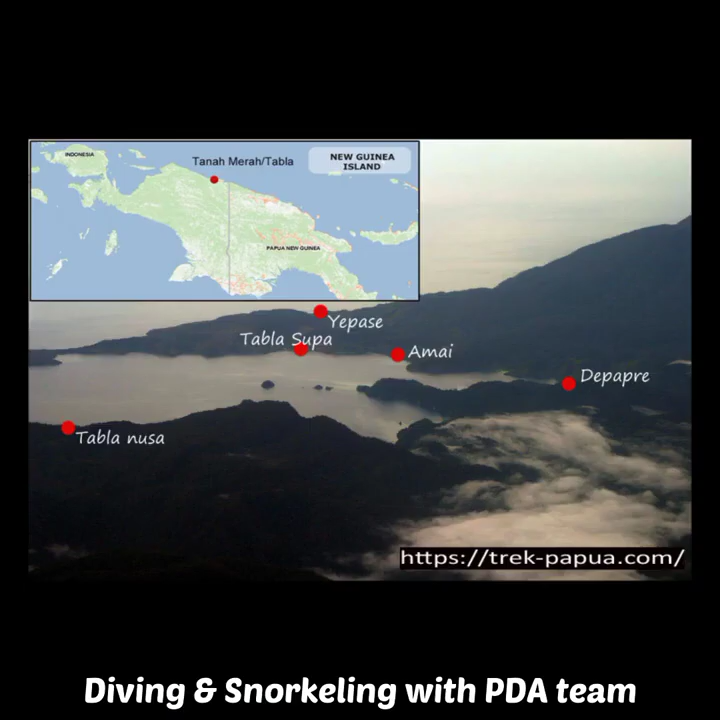 INDONESIA
Tanah Merah/Tabla
NEW GUINEA
ISLAND
PAPUA NEW GUINEA
Yepase
Tabla Supa
Amai
Depapre
Tabla nusa
https://trek-papua.com/
Diving & Snorkeling with PDA team